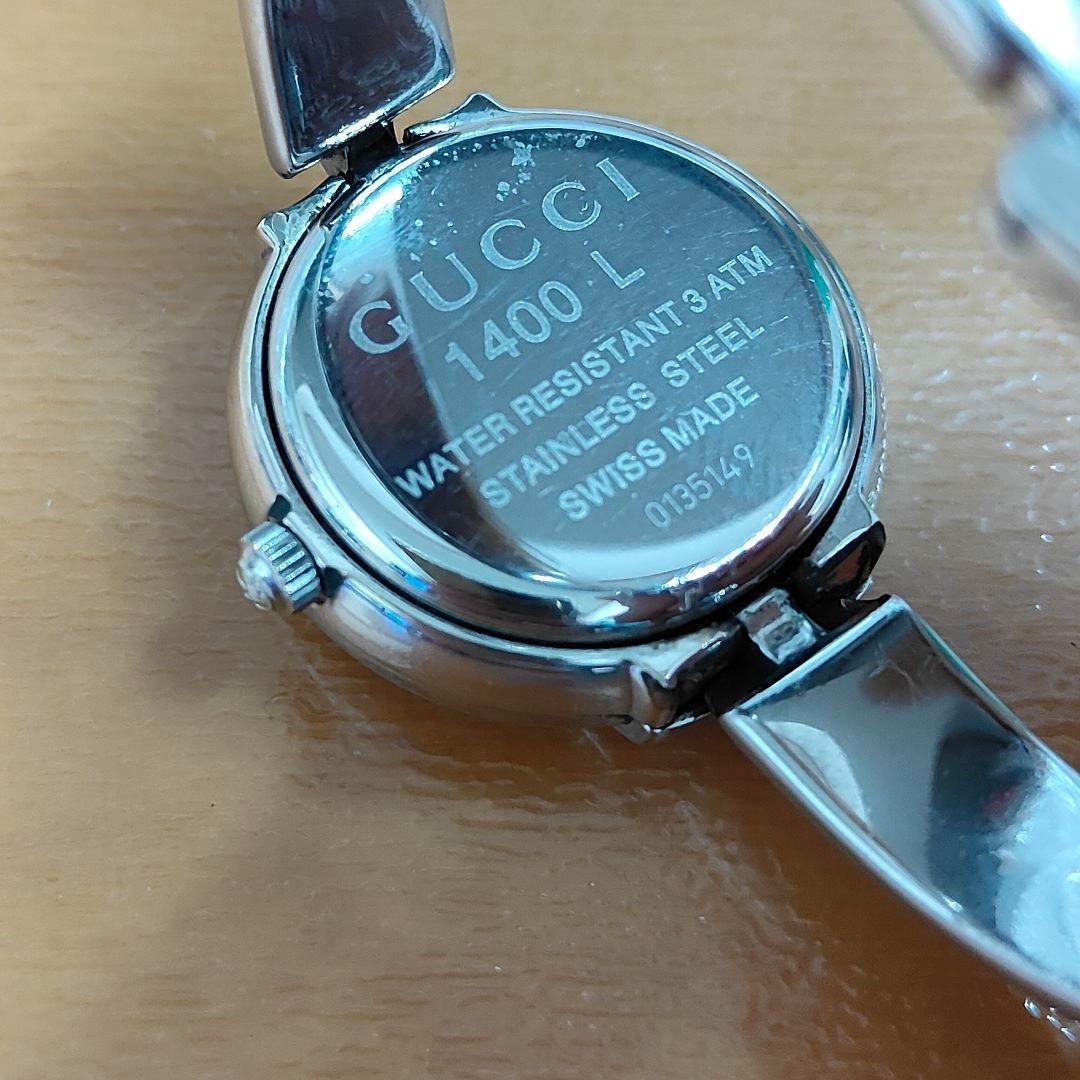 GUCCI
1400 L
WATER RESISTANT 3 ATM
STAINLESS STEEL
SWISS MADE
0135149